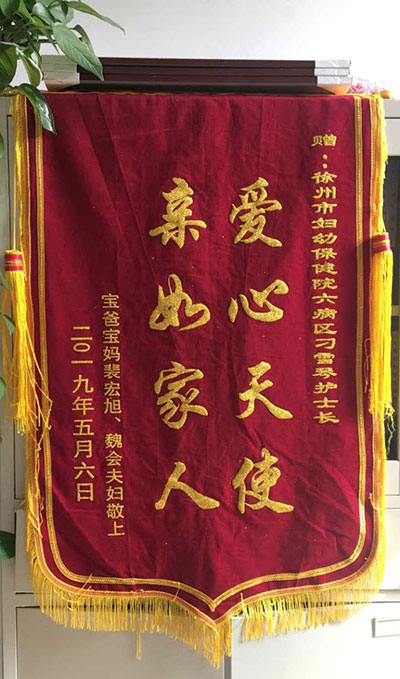 赠：徐州市妇幼保健院六病区刁雪琴护士长
爱心天使
亲如家人
宝爸宝妈裴宏旭、魏会夫妇敬上
二〇一九年五月六日